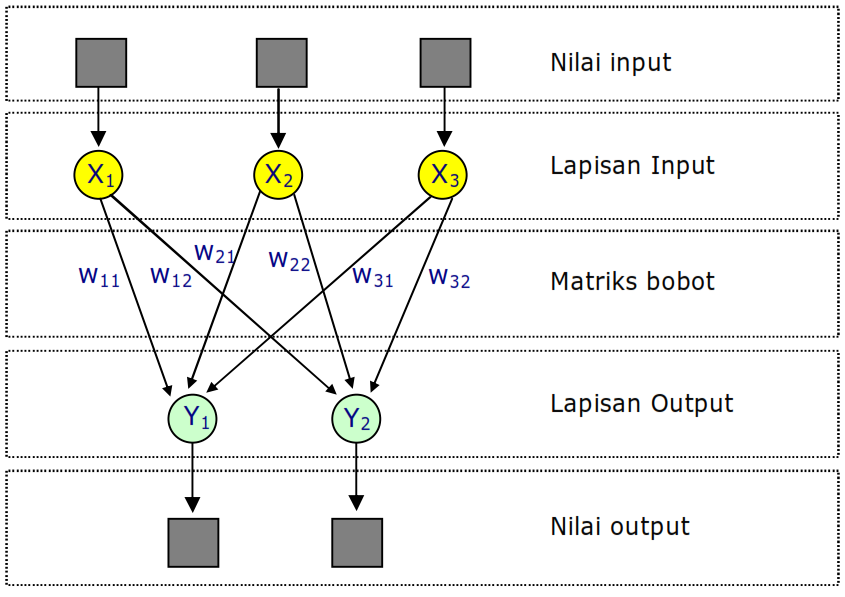 Nilai input
X₁ X₂ X₃ Lapisan Input
w₁₁ w₁₂ w₂₁ w₂₂ w₃₁ w₃₂ Matriks bobot
Y₁ Y₂ Lapisan Output
Nilai output